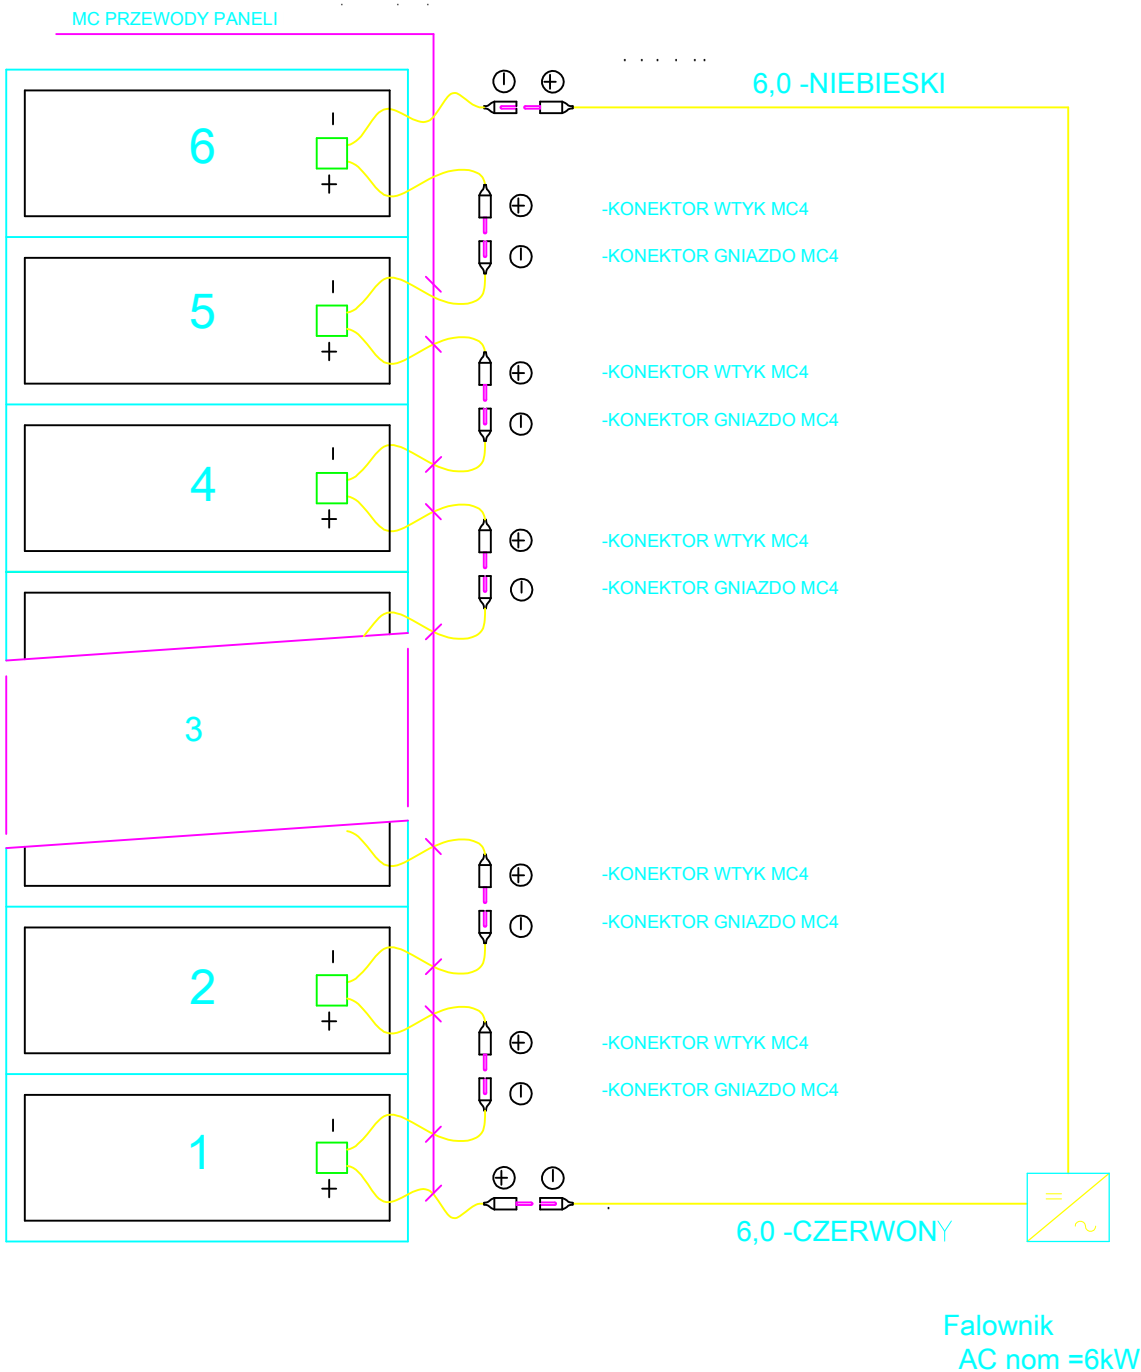 MC PRZEWODY PANELI
6,0 -NIEBIESKI
6
-KONEKTOR WTYK MC4
-KONEKTOR GNIAZDO MC4
5
-KONEKTOR WTYK MC4
-KONEKTOR GNIAZDO MC4
4
-KONEKTOR WTYK MC4
-KONEKTOR GNIAZDO MC4
3
-KONEKTOR WTYK MC4
-KONEKTOR GNIAZDO MC4
2
-KONEKTOR WTYK MC4
-KONEKTOR GNIAZDO MC4
1
6,0 -CZERWONY
Falownik
AC nom =6kW